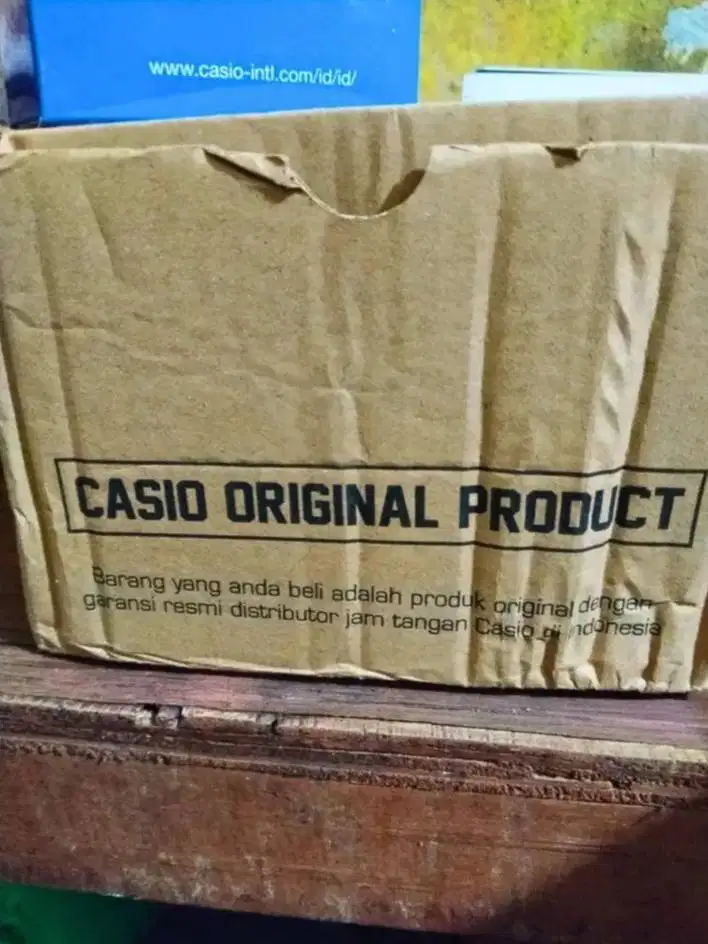 www.casio-intl.com/id/id/
CASIO ORIGINAL PRODUCT
Barang yang anda beli adalah produk original dengan
garansi resmi distributor jam tangan Casio di Indonesia